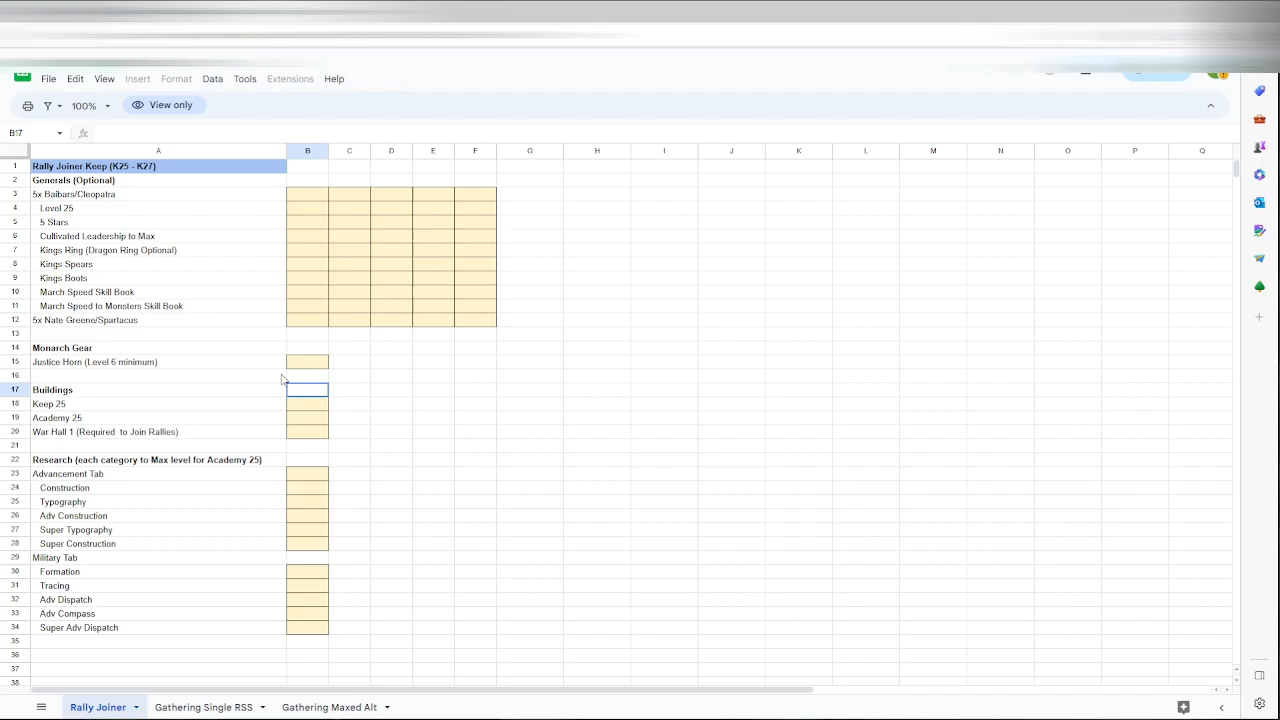 File Edit View Insert Format Data Tools Extensions Help
100% View only
B17 fx
A B C D E F G H I J K L M N O P Q
1 Rally Joiner Keep (K25 - K27)
2 Generals (Optional)
3 5x Baibars/Cleopatra
4 Level 25
5 5 Stars
6 Cultivated Leadership to Max
7 Kings Ring (Dragon Ring Optional)
8 Kings Spears
9 Kings Boots
10 March Speed Skill Book
11 March Speed to Monsters Skill Book
12 5x Nate Greene/Spartacus
13
14 Monarch Gear
15 Justice Horn (Level 6 minimum)
16
17 Buildings
18 Keep 25
19 Academy 25
20 War Hall 1 (Required to Join Rallies)
21
22 Research (each category to Max level for Academy 25)
23 Advancement Tab
24 Construction
25 Typography
26 Adv Construction
27 Super Typography
28 Super Construction
29 Military Tab
30 Formation
31 Tracing
32 Adv Dispatch
33 Adv Compass
34 Super Adv Dispatch
35
36
37
38
Rally Joiner Gathering Single RSS Gathering Maxed Alt